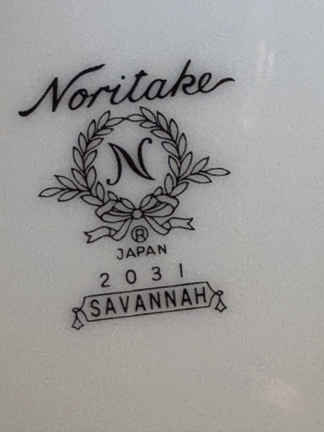 Noritake
N
®
JAPAN
2031
SAVANNAH